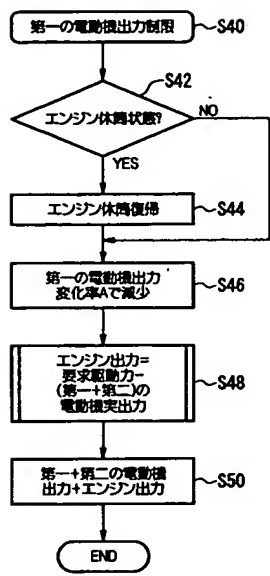 第一の電動機出力制限
S40
S42
エンジン休筒状態?
NO
YES
エンジン休筒復帰
S44
第一の電動機出力
変化率Aで減少
S46
エンジン出力=
要求駆動力−
(第一+第二)の
電動機実出力
S48
第一+第二の電動機
出力+エンジン出力
S50
END